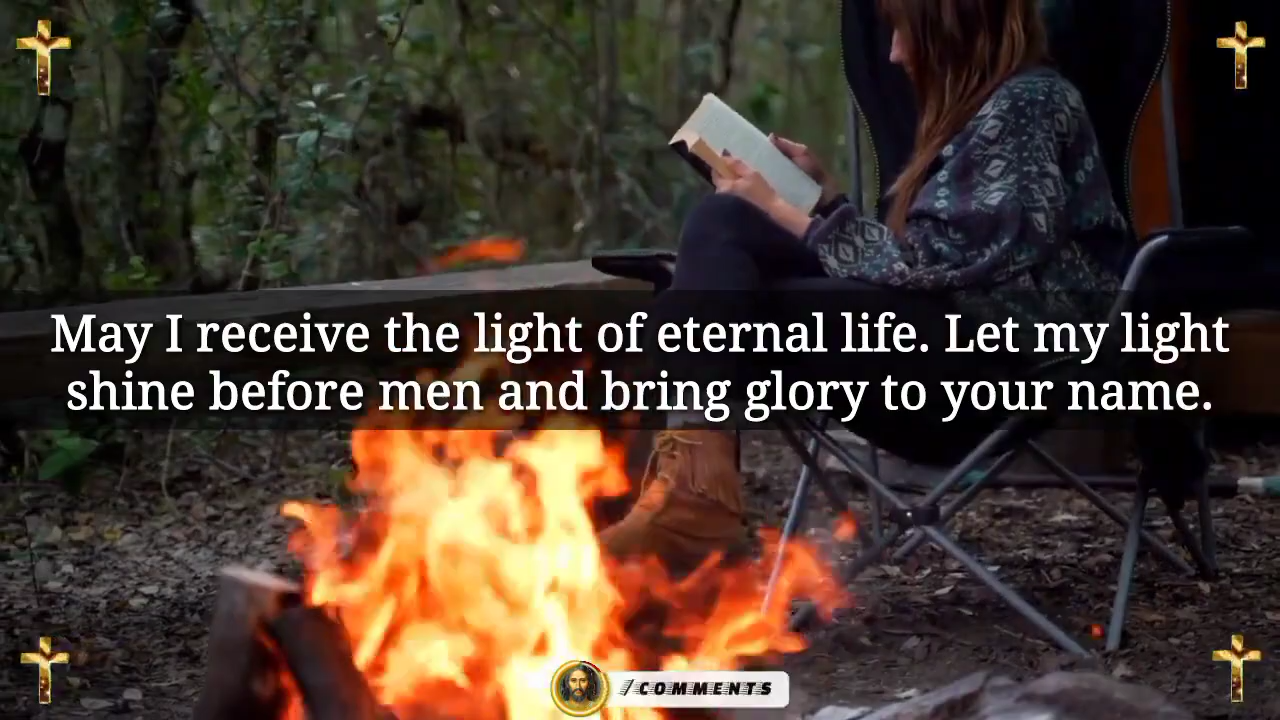 May I receive the light of eternal life. Let my light
shine before men and bring glory to your name.
/COMMENTS